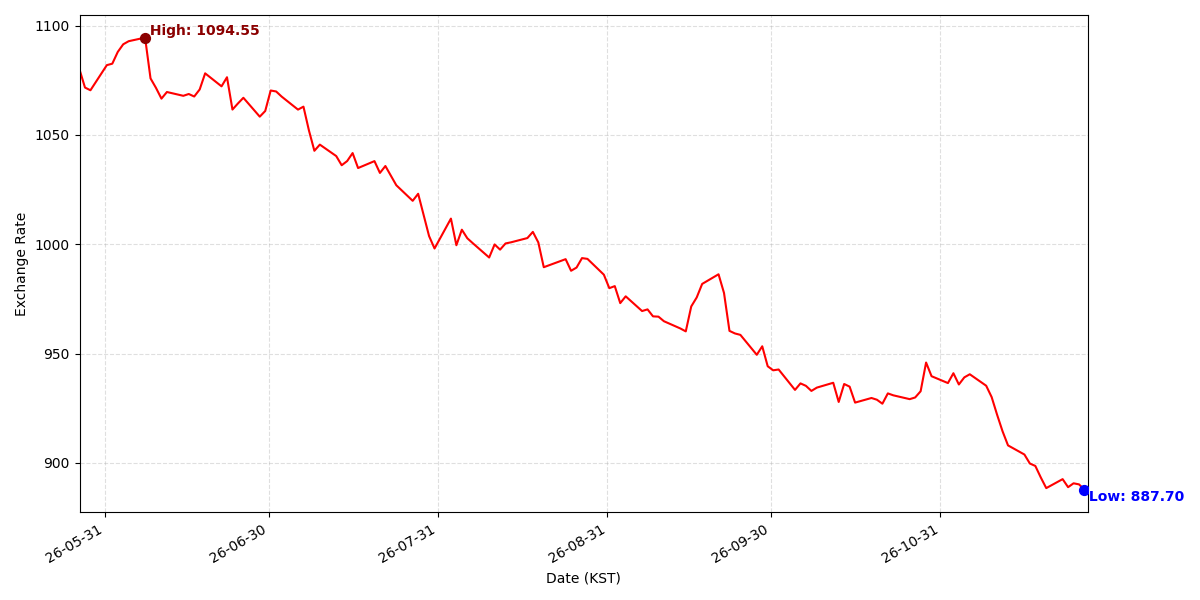 High: 1094.55
1100
1050
1000
950
900
Exchange Rate
Low: 887.70
26-05-31
26-06-30
26-07-31
26-08-31
26-09-30
26-10-31
Date (KST)